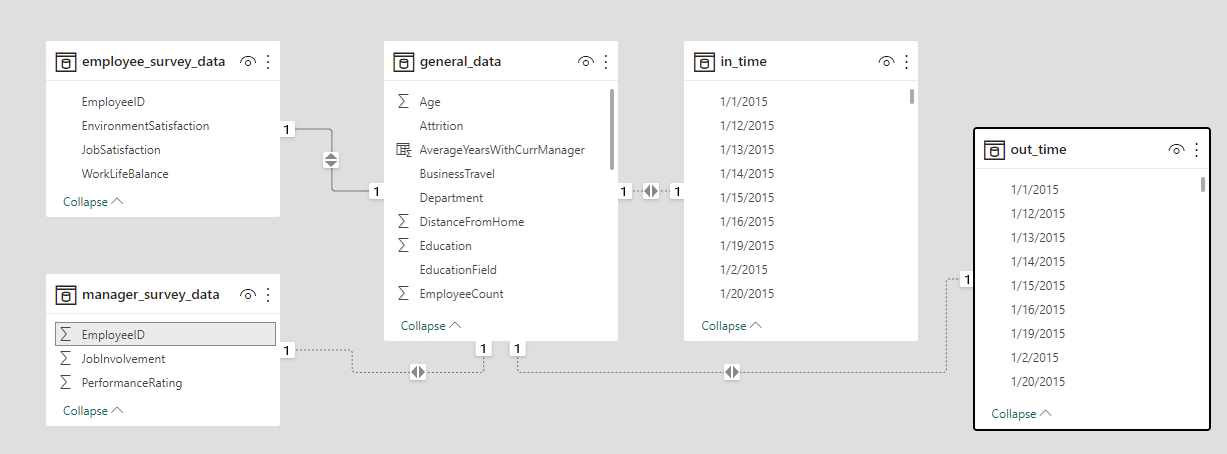 employee_survey_data
EmployeeID
EnvironmentSatisfaction
JobSatisfaction
WorkLifeBalance
Collapse
1
1
general_data
Age
Attrition
AverageYearsWithCurrManager
BusinessTravel
Department
DistanceFromHome
Education
EducationField
EmployeeCount
Collapse
1
1
in_time
1/1/2015
1/12/2015
1/13/2015
1/14/2015
1/15/2015
1/16/2015
1/19/2015
1/2/2015
1/20/2015
Collapse
out_time
1/1/2015
1/12/2015
1/13/2015
1/14/2015
1/15/2015
1/16/2015
1/19/2015
1/2/2015
1/20/2015
Collapse
1
manager_survey_data
EmployeeID
JobInvolvement
PerformanceRating
Collapse
1
1
1